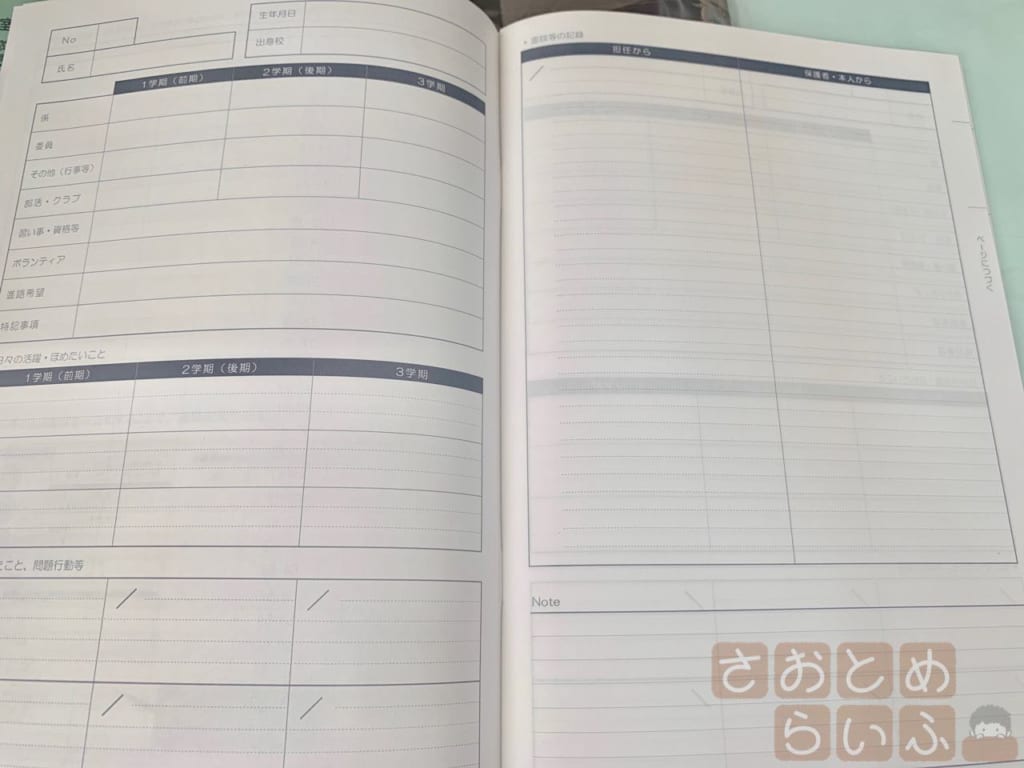 No
氏名
生年月日
出身校
1学期（前期） 2学期（後期） 3学期
係
委員
その他（行事等）
部活・クラブ
習い事・資格等
ボランティア
進路希望
特記事項
日々の活躍・ほめたいこと
1学期（前期） 2学期（後期） 3学期
こと、問題行動等
・面談等の記録
担任から 保護者・本人から
Note
さおとめ
らいふ